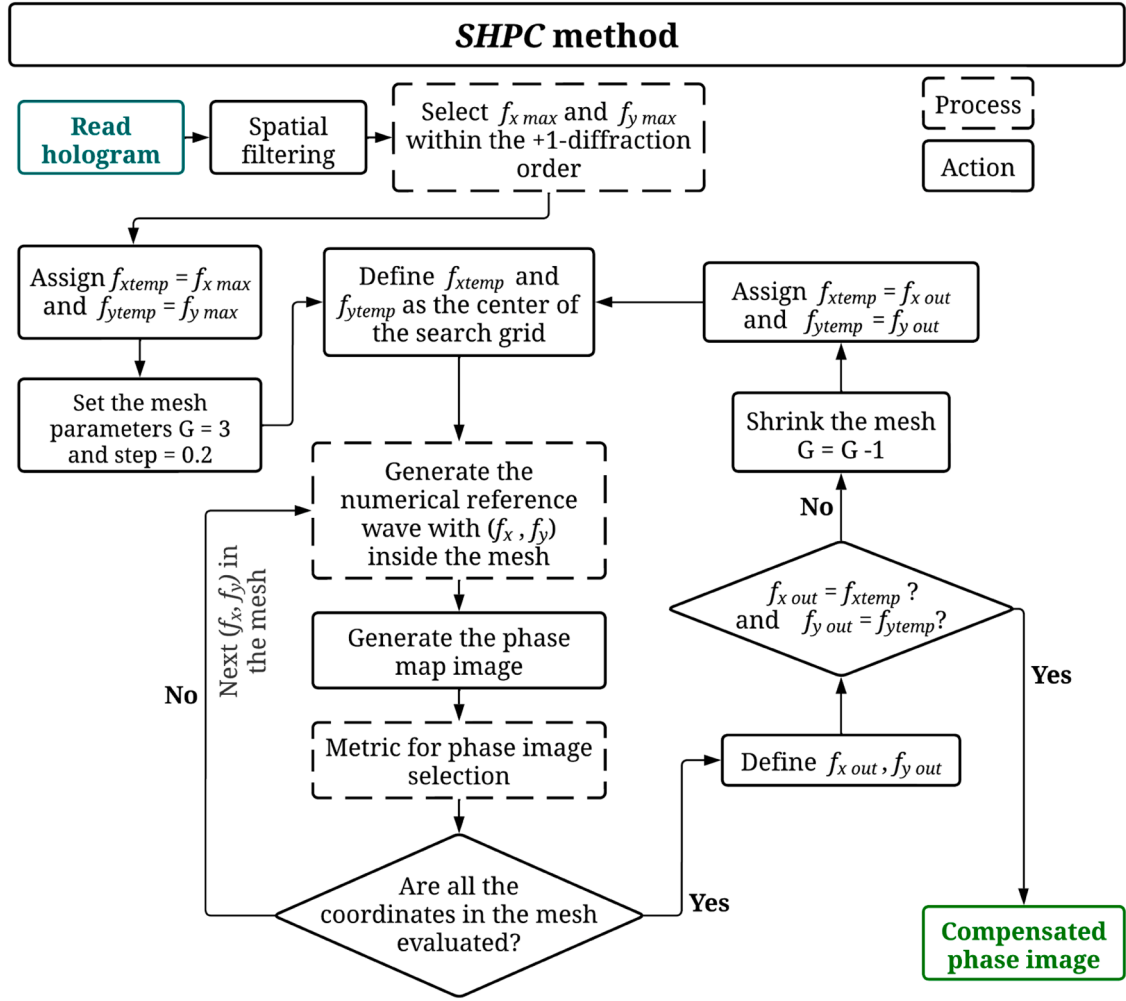 SHPC method
Read
hologram
Spatial
filtering
Select f x max and f y max
within the +1-diffraction
order
Process
Action
Assign fxtemp = fx max
and fytemp = fy max
Set the mesh
parameters G = 3
and step = 0.2
Define fxtemp and
fytemp as the center of
the search grid
Assign fxtemp = fx out
and fytemp = fy out
Shrink the mesh
G = G -1
No
Generate the
numerical reference
wave with (fx , fy)
inside the mesh
Next (fx, fy) in
the mesh
No
Generate the phase
map image
Metric for phase image
selection
Are all the
coordinates in the mesh
evaluated?
Yes
Define fx out , fy out
fx out = fxtemp ?
and fy out = fytemp?
Yes
Compensated
phase image